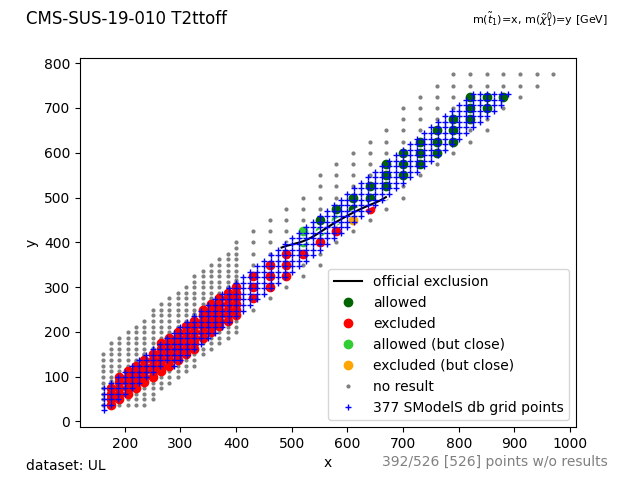 CMS-SUS-19-010 T2ttoff
m(t̃₁)=x, m(χ̃₁⁰)=y [GeV]
800
700
600
500
400
300
200
100
0
y
official exclusion
allowed
excluded
allowed (but close)
excluded (but close)
no result
377 SModelS db grid points
200 300 400 500 600 700 800 900 1000
x
dataset: UL
392/526 [526] points w/o results